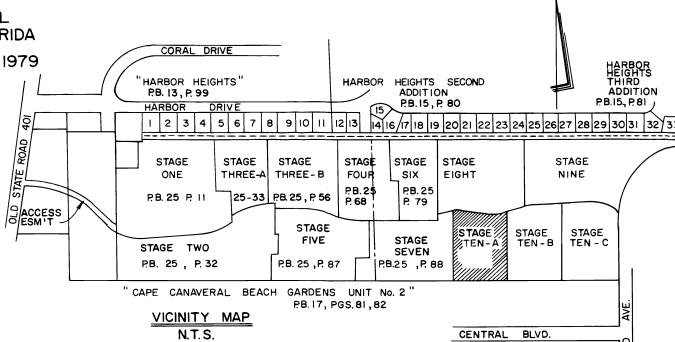 L
RIDA
1979
CORAL DRIVE
"HARBOR HEIGHTS"
P.B. 13, P. 99
HARBOR DRIVE
HARBOR HEIGHTS SECOND
ADDITION
P.B. 15, P. 80
HARBOR
HEIGHTS
THIRD
ADDITION
P.B. 15, P. 81
OLD STATE ROAD 401
1 2 3 4 5 6 7 8 9 10 11 12 13 14 15 16 17 18 19 20 21 22 23 24 25 26 27 28 29 30 31 32
STAGE
ONE
P.B. 25 P. 11
STAGE
THREE-A
25-33
STAGE
THREE-B
P.B. 25, P. 56
STAGE
FOUR
P.B. 25
P. 68
STAGE
SIX
P.B. 25
P. 79
STAGE
EIGHT
STAGE
NINE
ACCESS
ESM'T
STAGE TWO
P.B. 25, P. 32
STAGE
FIVE
P.B. 25, P. 87
STAGE
SEVEN
P.B. 25, P. 88
STAGE
TEN-A
STAGE
TEN-B
STAGE
TEN-C
"CAPE CANAVERAL BEACH GARDENS UNIT No. 2"
P.B. 17, PGS. 81, 82
VICINITY MAP
N.T.S.
CENTRAL BLVD.
AVE.